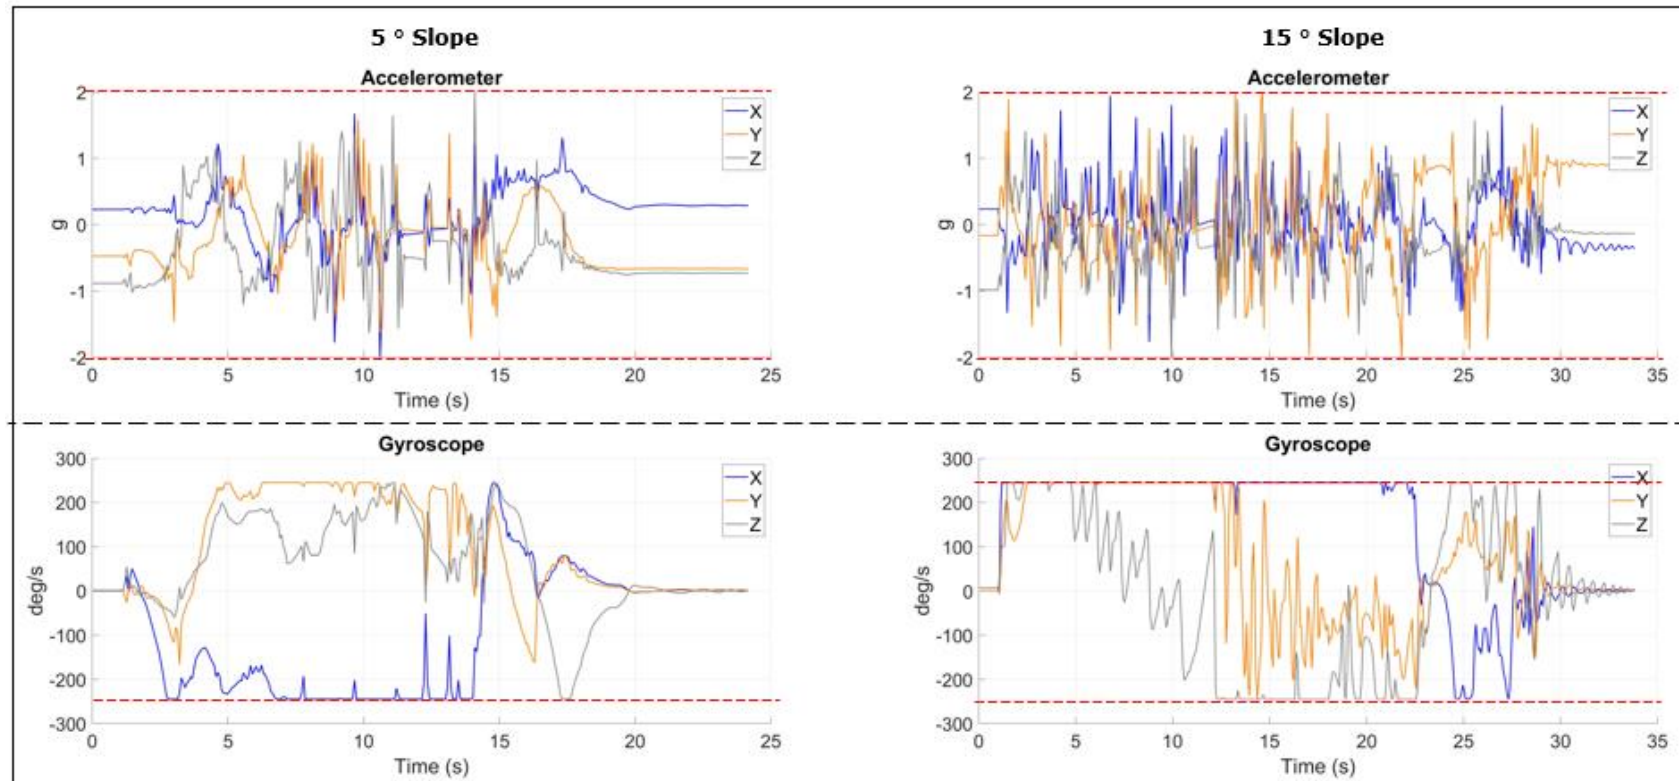 5 ° Slope
Accelerometer
2
1
0
-1
-2
g
X
Y
Z
0 5 10 15 20 25
Time (s)
15 ° Slope
Accelerometer
2
1
0
-1
-2
g
X
Y
Z
0 5 10 15 20 25 30 35
Time (s)
Gyroscope
300
200
100
0
-100
-200
-300
deg/s
X
Y
Z
0 5 10 15 20 25
Time (s)
Gyroscope
300
200
100
0
-100
-200
-300
deg/s
X
Y
Z
0 5 10 15 20 25 30 35
Time (s)